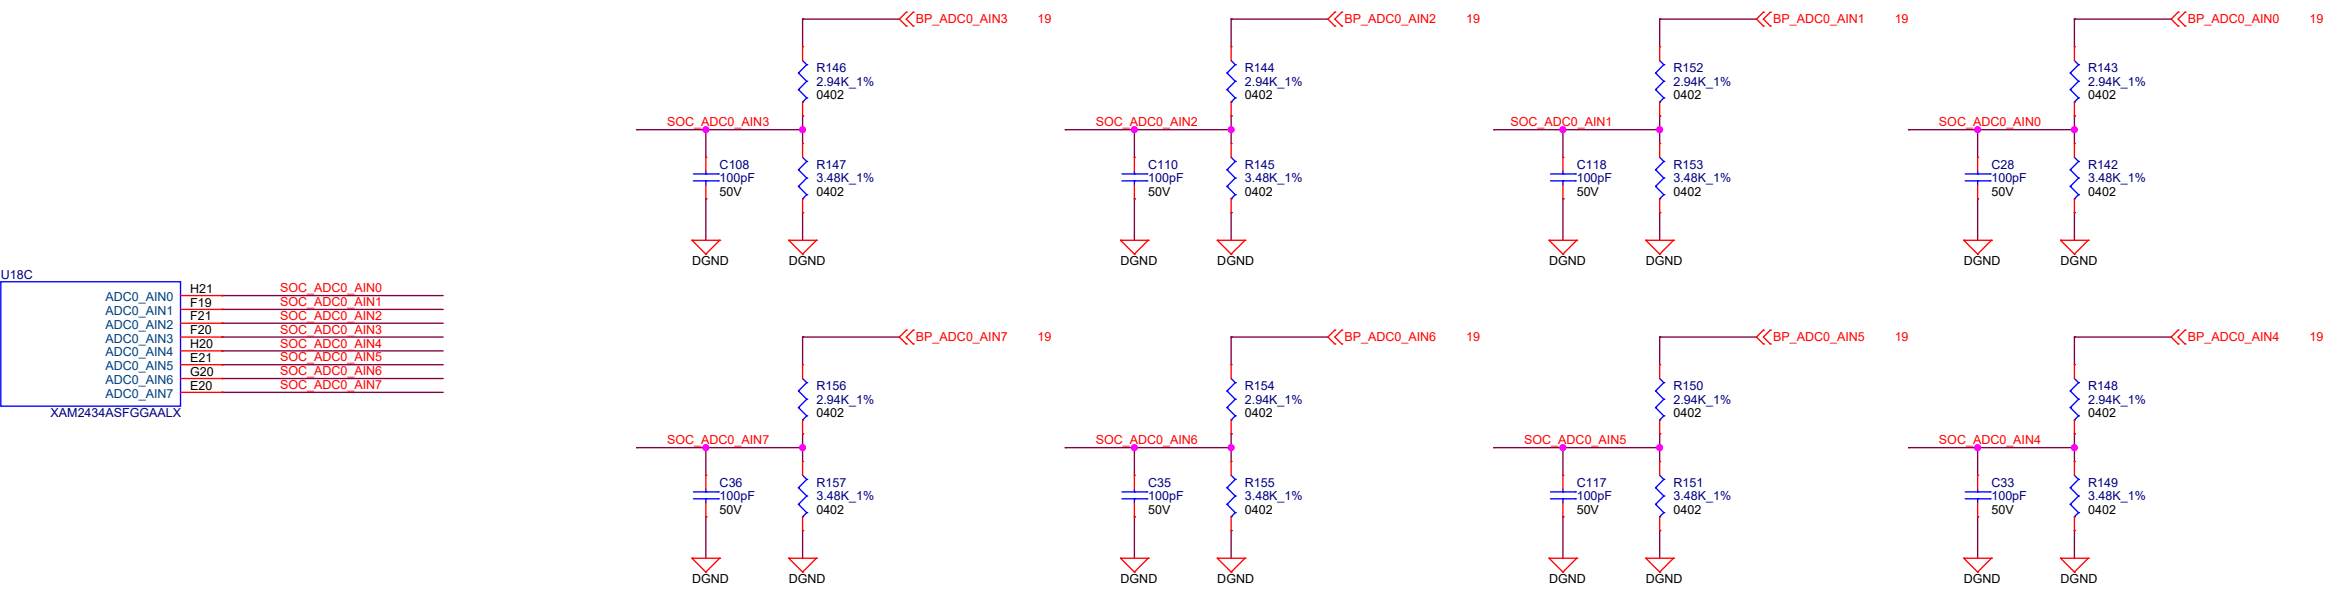 BP_ADC0_AIN3 19
BP_ADC0_AIN2 19
BP_ADC0_AIN1 19
BP_ADC0_AIN0 19
R146
2.94K_1%
0402
R144
2.94K_1%
0402
R152
2.94K_1%
0402
R143
2.94K_1%
0402
SOC_ADC0_AIN3
SOC_ADC0_AIN2
SOC_ADC0_AIN1
SOC_ADC0_AIN0
C108
100pF
50V
R147
3.48K_1%
0402
C110
100pF
50V
R145
3.48K_1%
0402
C118
100pF
50V
R153
3.48K_1%
0402
C28
100pF
50V
R142
3.48K_1%
0402
DGND
DGND
DGND
DGND
DGND
DGND
DGND
DGND
U18C
ADC0_AIN0 H21 SOC_ADC0_AIN0
ADC0_AIN1 F19 SOC_ADC0_AIN1
ADC0_AIN2 F21 SOC_ADC0_AIN2
ADC0_AIN3 F20 SOC_ADC0_AIN3
ADC0_AIN4 H20 SOC_ADC0_AIN4
ADC0_AIN5 E21 SOC_ADC0_AIN5
ADC0_AIN6 G20 SOC_ADC0_AIN6
ADC0_AIN7 E20 SOC_ADC0_AIN7
XAM2434ASFGGAALX
BP_ADC0_AIN7 19
BP_ADC0_AIN6 19
BP_ADC0_AIN5 19
BP_ADC0_AIN4 19
R156
2.94K_1%
0402
R154
2.94K_1%
0402
R150
2.94K_1%
0402
R148
2.94K_1%
0402
SOC_ADC0_AIN7
SOC_ADC0_AIN6
SOC_ADC0_AIN5
SOC_ADC0_AIN4
C36
100pF
50V
R157
3.48K_1%
0402
C35
100pF
50V
R155
3.48K_1%
0402
C117
100pF
50V
R151
3.48K_1%
0402
C33
100pF
50V
R149
3.48K_1%
0402
DGND
DGND
DGND
DGND
DGND
DGND
DGND
DGND